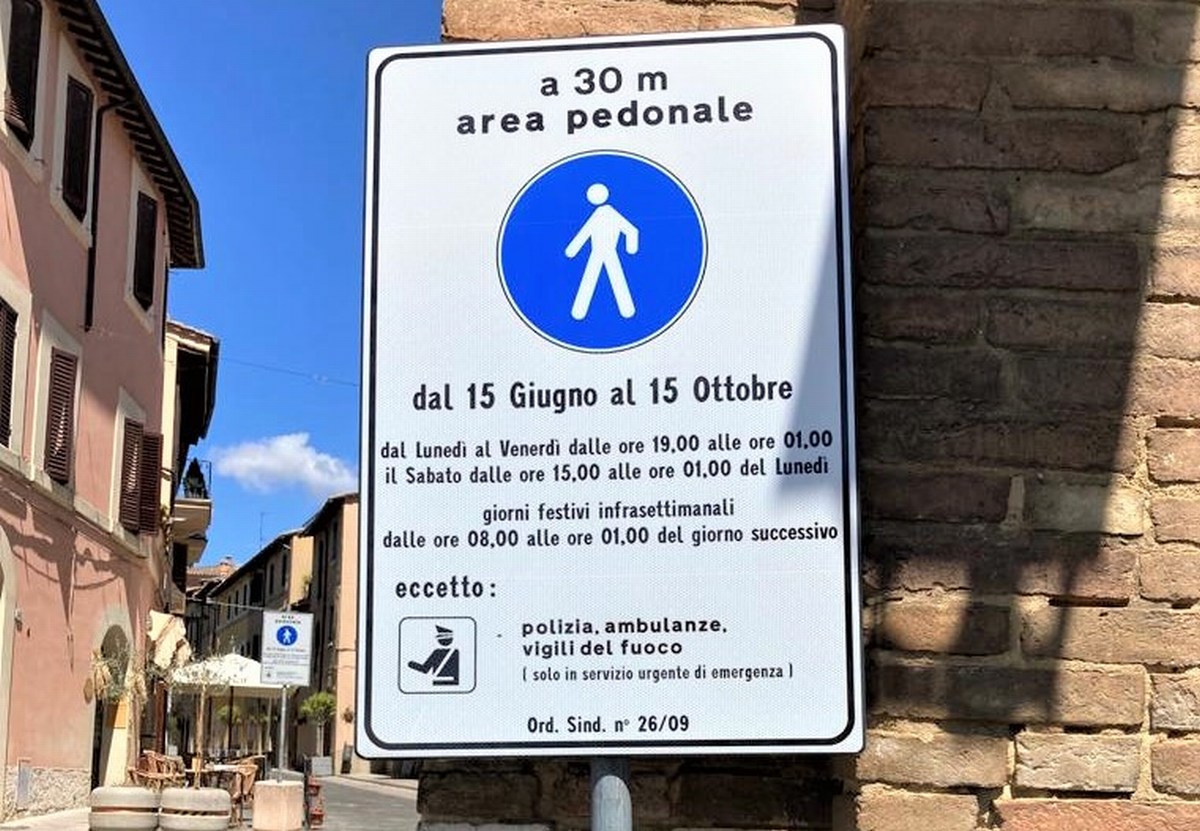 a 30 m
area pedonale
dal 15 Giugno al 15 Ottobre
dal Lunedì al Venerdì dalle ore 19,00 alle ore 01,00
il Sabato dalle ore 15,00 alle ore 01,00 del Lunedì
giorni festivi infrasettimanali
dalle ore 08,00 alle ore 01,00 del giorno successivo
eccetto:
- polizia, ambulanze,
vigili del fuoco
( solo in servizio urgente di emergenza )
Ord. Sind. n° 26/09